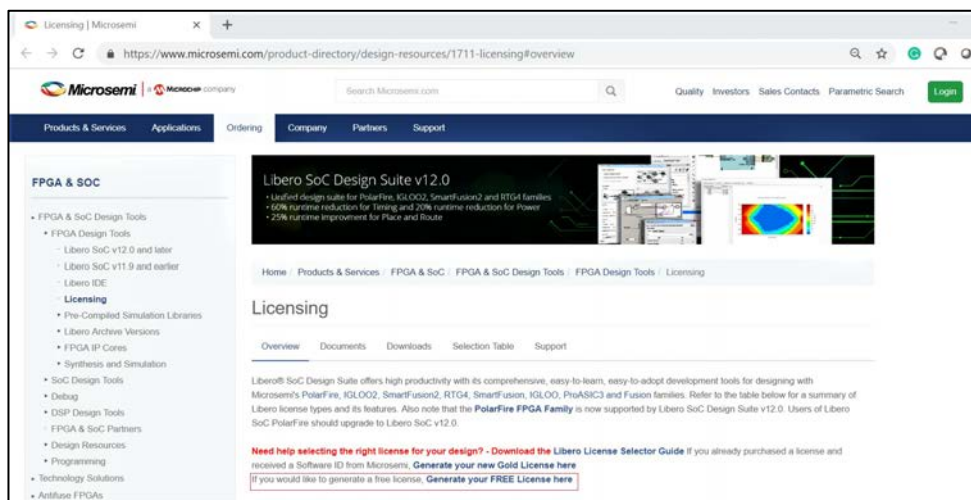 Licensing | Microsemi
https://www.microsemi.com/product-directory/design-resources/1711-licensing#overview
Microsemi | a MICROCHIP company
Search Microsemi.com
Quality Investors Sales Contacts Parametric Search Login
Products & Services Applications Ordering Company Partners Support
FPGA & SOC
FPGA & SoC Design Tools
FPGA Design Tools
Libero SoC v12.0 and later
Libero SoC v11.9 and earlier
Libero IDE
Licensing
Pre-Compiled Simulation Libraries
Libero Archive Versions
FPGA IP Cores
Synthesis and Simulation
SoC Design Tools
Debug
DSP Design Tools
FPGA & SoC Partners
Design Resources
Programming
Technology Solutions
Antifuse FPGAs
Libero SoC Design Suite v12.0
• Unified design suite for PolarFire, IGLOO2, SmartFusion2 and RTG4 families
• 60% runtime reduction for Timing and 20% runtime reduction for Power
• 25% runtime improvment for Place and Route
Home / Products & Services / FPGA & SoC / FPGA & SoC Design Tools / FPGA Design Tools / Licensing
Licensing
Overview Documents Downloads Selection Table Support
Libero® SoC Design Suite offers high productivity with its comprehensive, easy-to-learn, easy-to-adopt development tools for designing with
Microsemi's PolarFire, IGLOO2, SmartFusion2, RTG4, SmartFusion, IGLOO, ProASIC3 and Fusion families. Refer to the table below for a summary of
Libero license types and its features. Also note that the PolarFire FPGA Family is now supported by Libero SoC Design Suite v12.0. Users of Libero
SoC PolarFire should upgrade to Libero SoC v12.0.
Need help selecting the right license for your design? - Download the Libero License Selector Guide If you already purchased a license and
received a Software ID from Microsemi, Generate your new Gold License here
If you would like to generate a free license, Generate your FREE License here